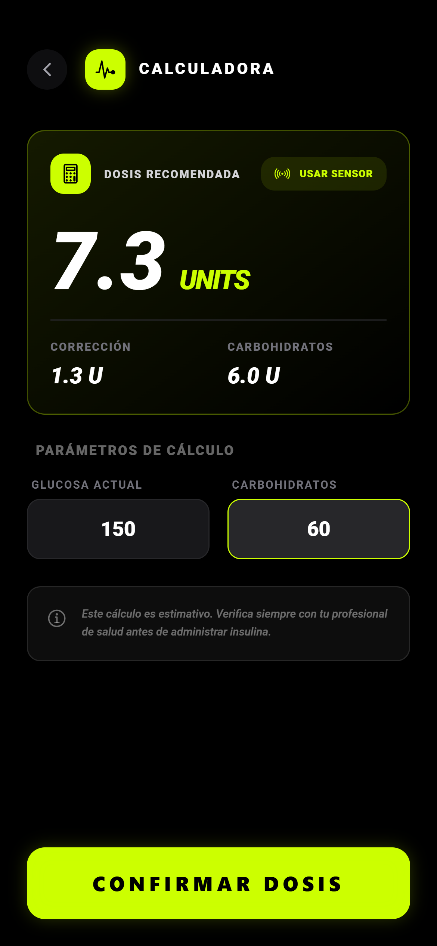 CALCULADORA
DOSIS RECOMENDADA
USAR SENSOR
7.3 UNITS
CORRECCIÓN
CARBOHIDRATOS
1.3 U
6.0 U
PARÁMETROS DE CÁLCULO
GLUCOSA ACTUAL
CARBOHIDRATOS
150
60
Este cálculo es estimativo. Verifica siempre con tu profesional
de salud antes de administrar insulina.
CONFIRMAR DOSIS